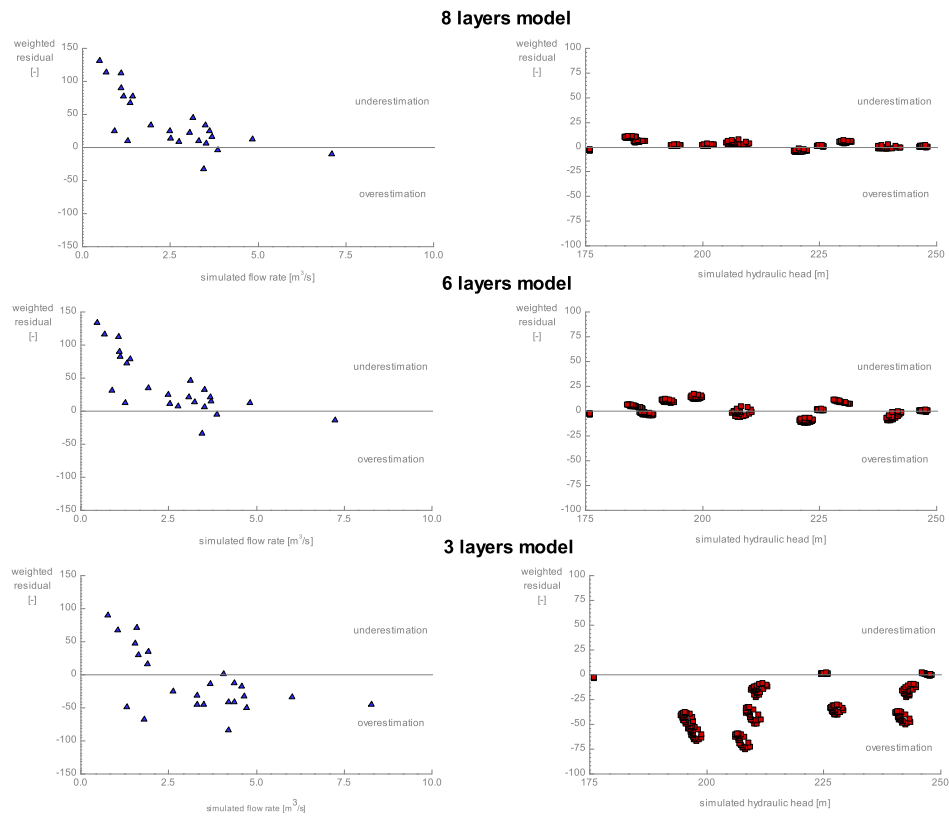 8 layers model
weighted
residual
[-]
150
100
50
0
-50
-100
-150
underestimation
overestimation
0.0
2.5
5.0
7.5
10.0
simulated flow rate [m³/s]
weighted
residual
[-]
100
75
50
25
0
-25
-50
-75
-100
underestimation
overestimation
175
200
225
250
simulated hydraulic head [m]
6 layers model
weighted
residual
[-]
150
100
50
0
-50
-100
-150
underestimation
overestimation
0.0
2.5
5.0
7.5
10.0
simulated flow rate [m³/s]
weighted
residual
[-]
100
75
50
25
0
-25
-50
-75
-100
underestimation
overestimation
175
200
225
250
simulated hydraulic head [m]
3 layers model
weighted
residual
[-]
150
100
50
0
-50
-100
-150
underestimation
overestimation
0.0
2.5
5.0
7.5
10.0
simulated flow rate [m³/s]
weighted
residual
[-]
100
75
50
25
0
-25
-50
-75
-100
underestimation
overestimation
175
200
225
250
simulated hydraulic head [m]